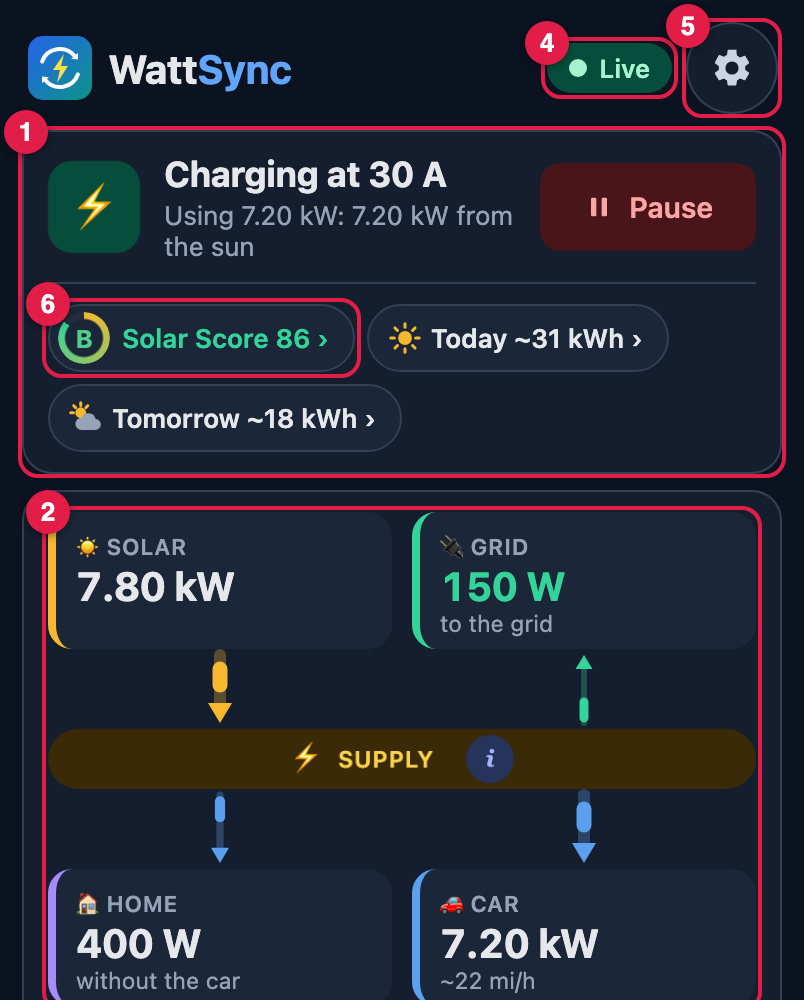 WattSync
4
Live
5
1
Charging at 30 A
Using 7.20 kW: 7.20 kW from
the sun
Pause
6
B
Solar Score 86 ›
Today ~31 kWh ›
Tomorrow ~18 kWh ›
2
SOLAR
7.80 kW
GRID
150 W
to the grid
SUPPLY
i
HOME
400 W
without the car
CAR
7.20 kW
~22 mi/h